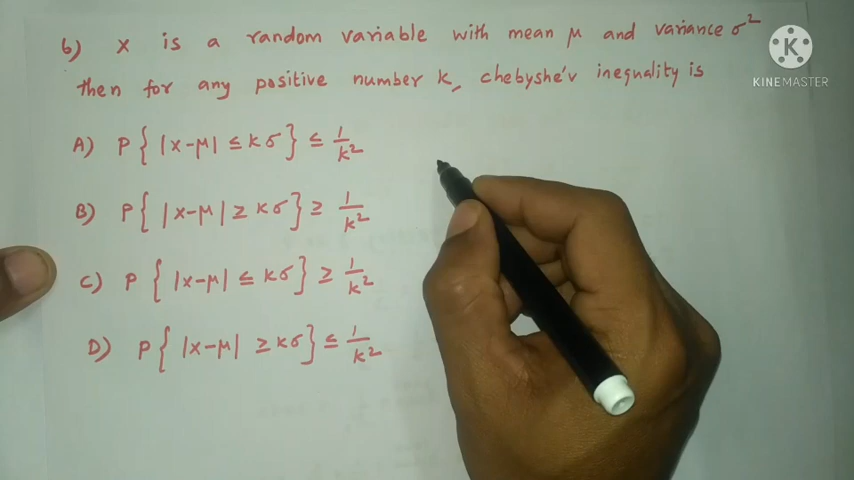 6) X is a random variable with mean μ and variance σ²
then for any positive number k, chebyshe'v inequality is
A) P{ |x-μ| ≤ kσ } ≤ 1/k²
B) P{ |x-μ| ≥ kσ } ≥ 1/k²
C) P{ |x-μ| ≤ kσ } ≥ 1/k²
D) P{ |x-μ| ≥ kσ } ≤ 1/k²
K
KINEMASTER